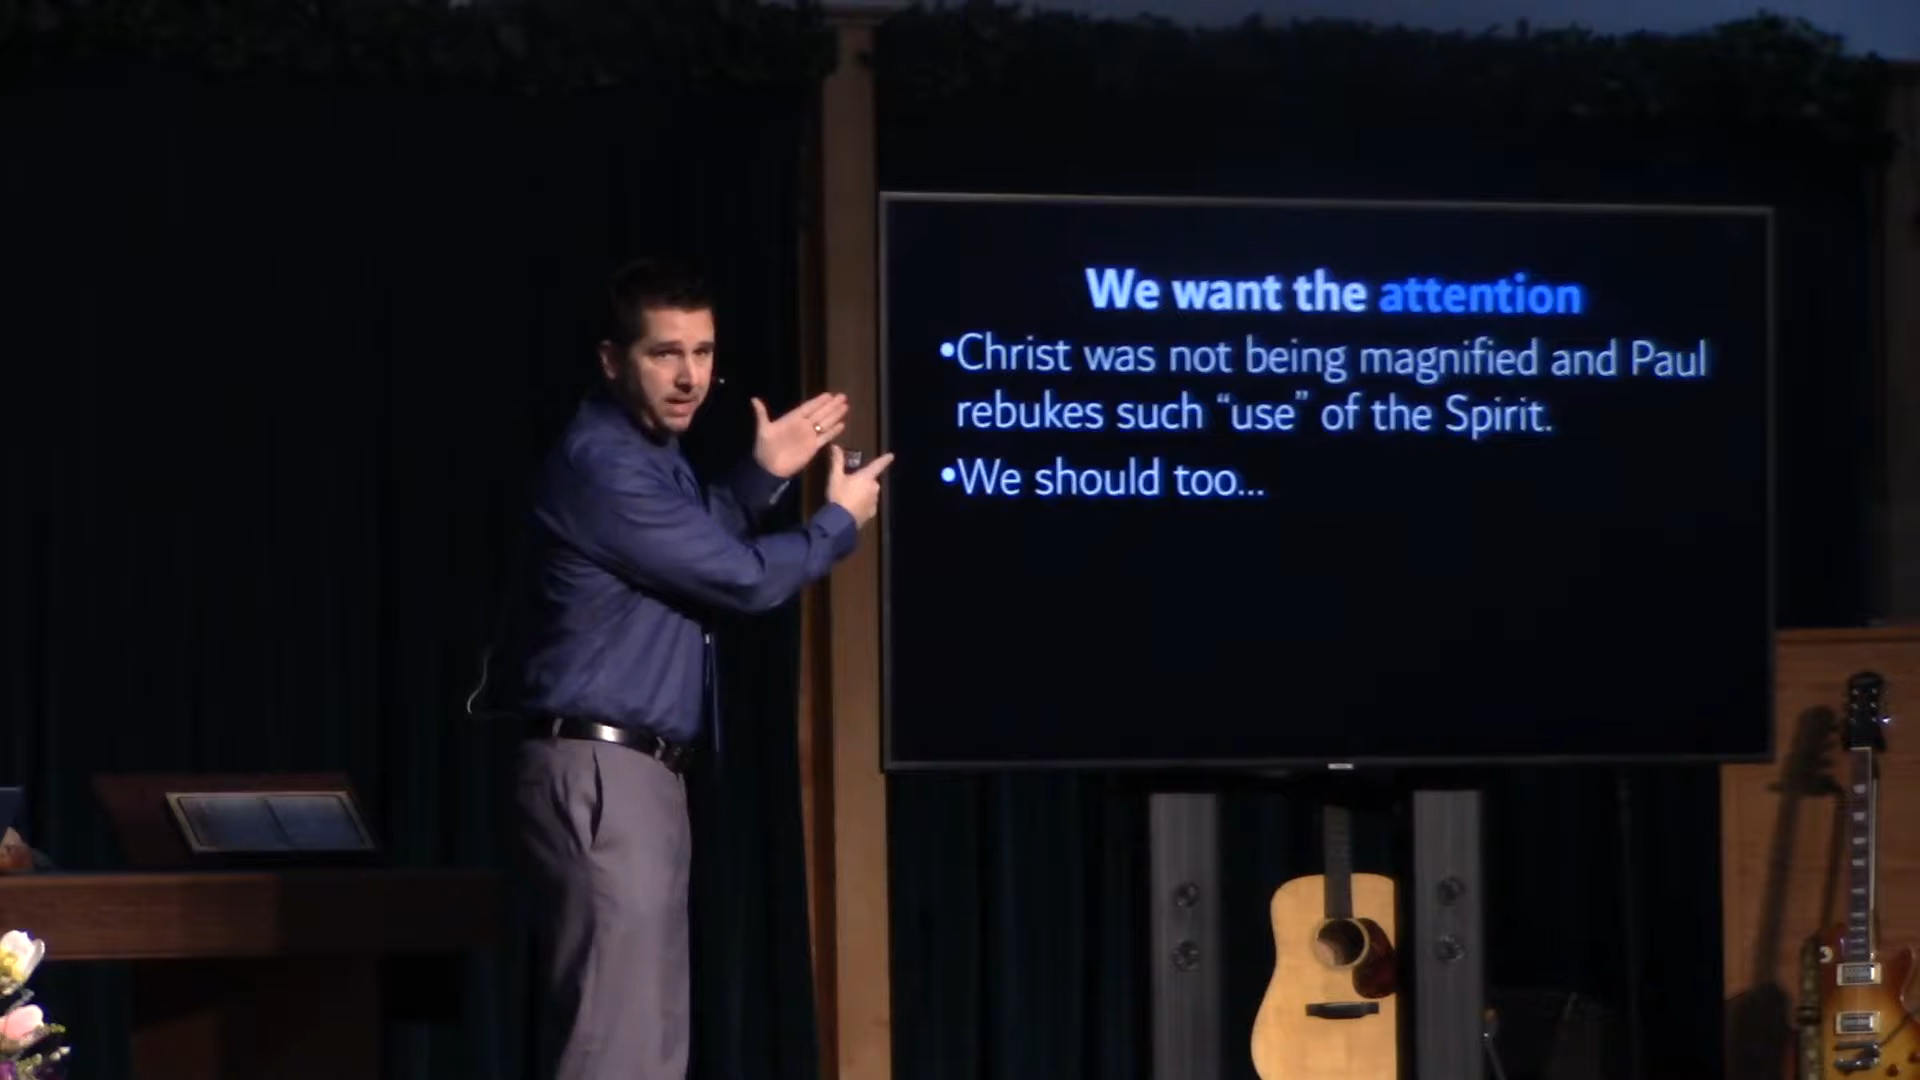 We want the attention
•Christ was not being magnified and Paul
rebukes such “use” of the Spirit.
•We should too...